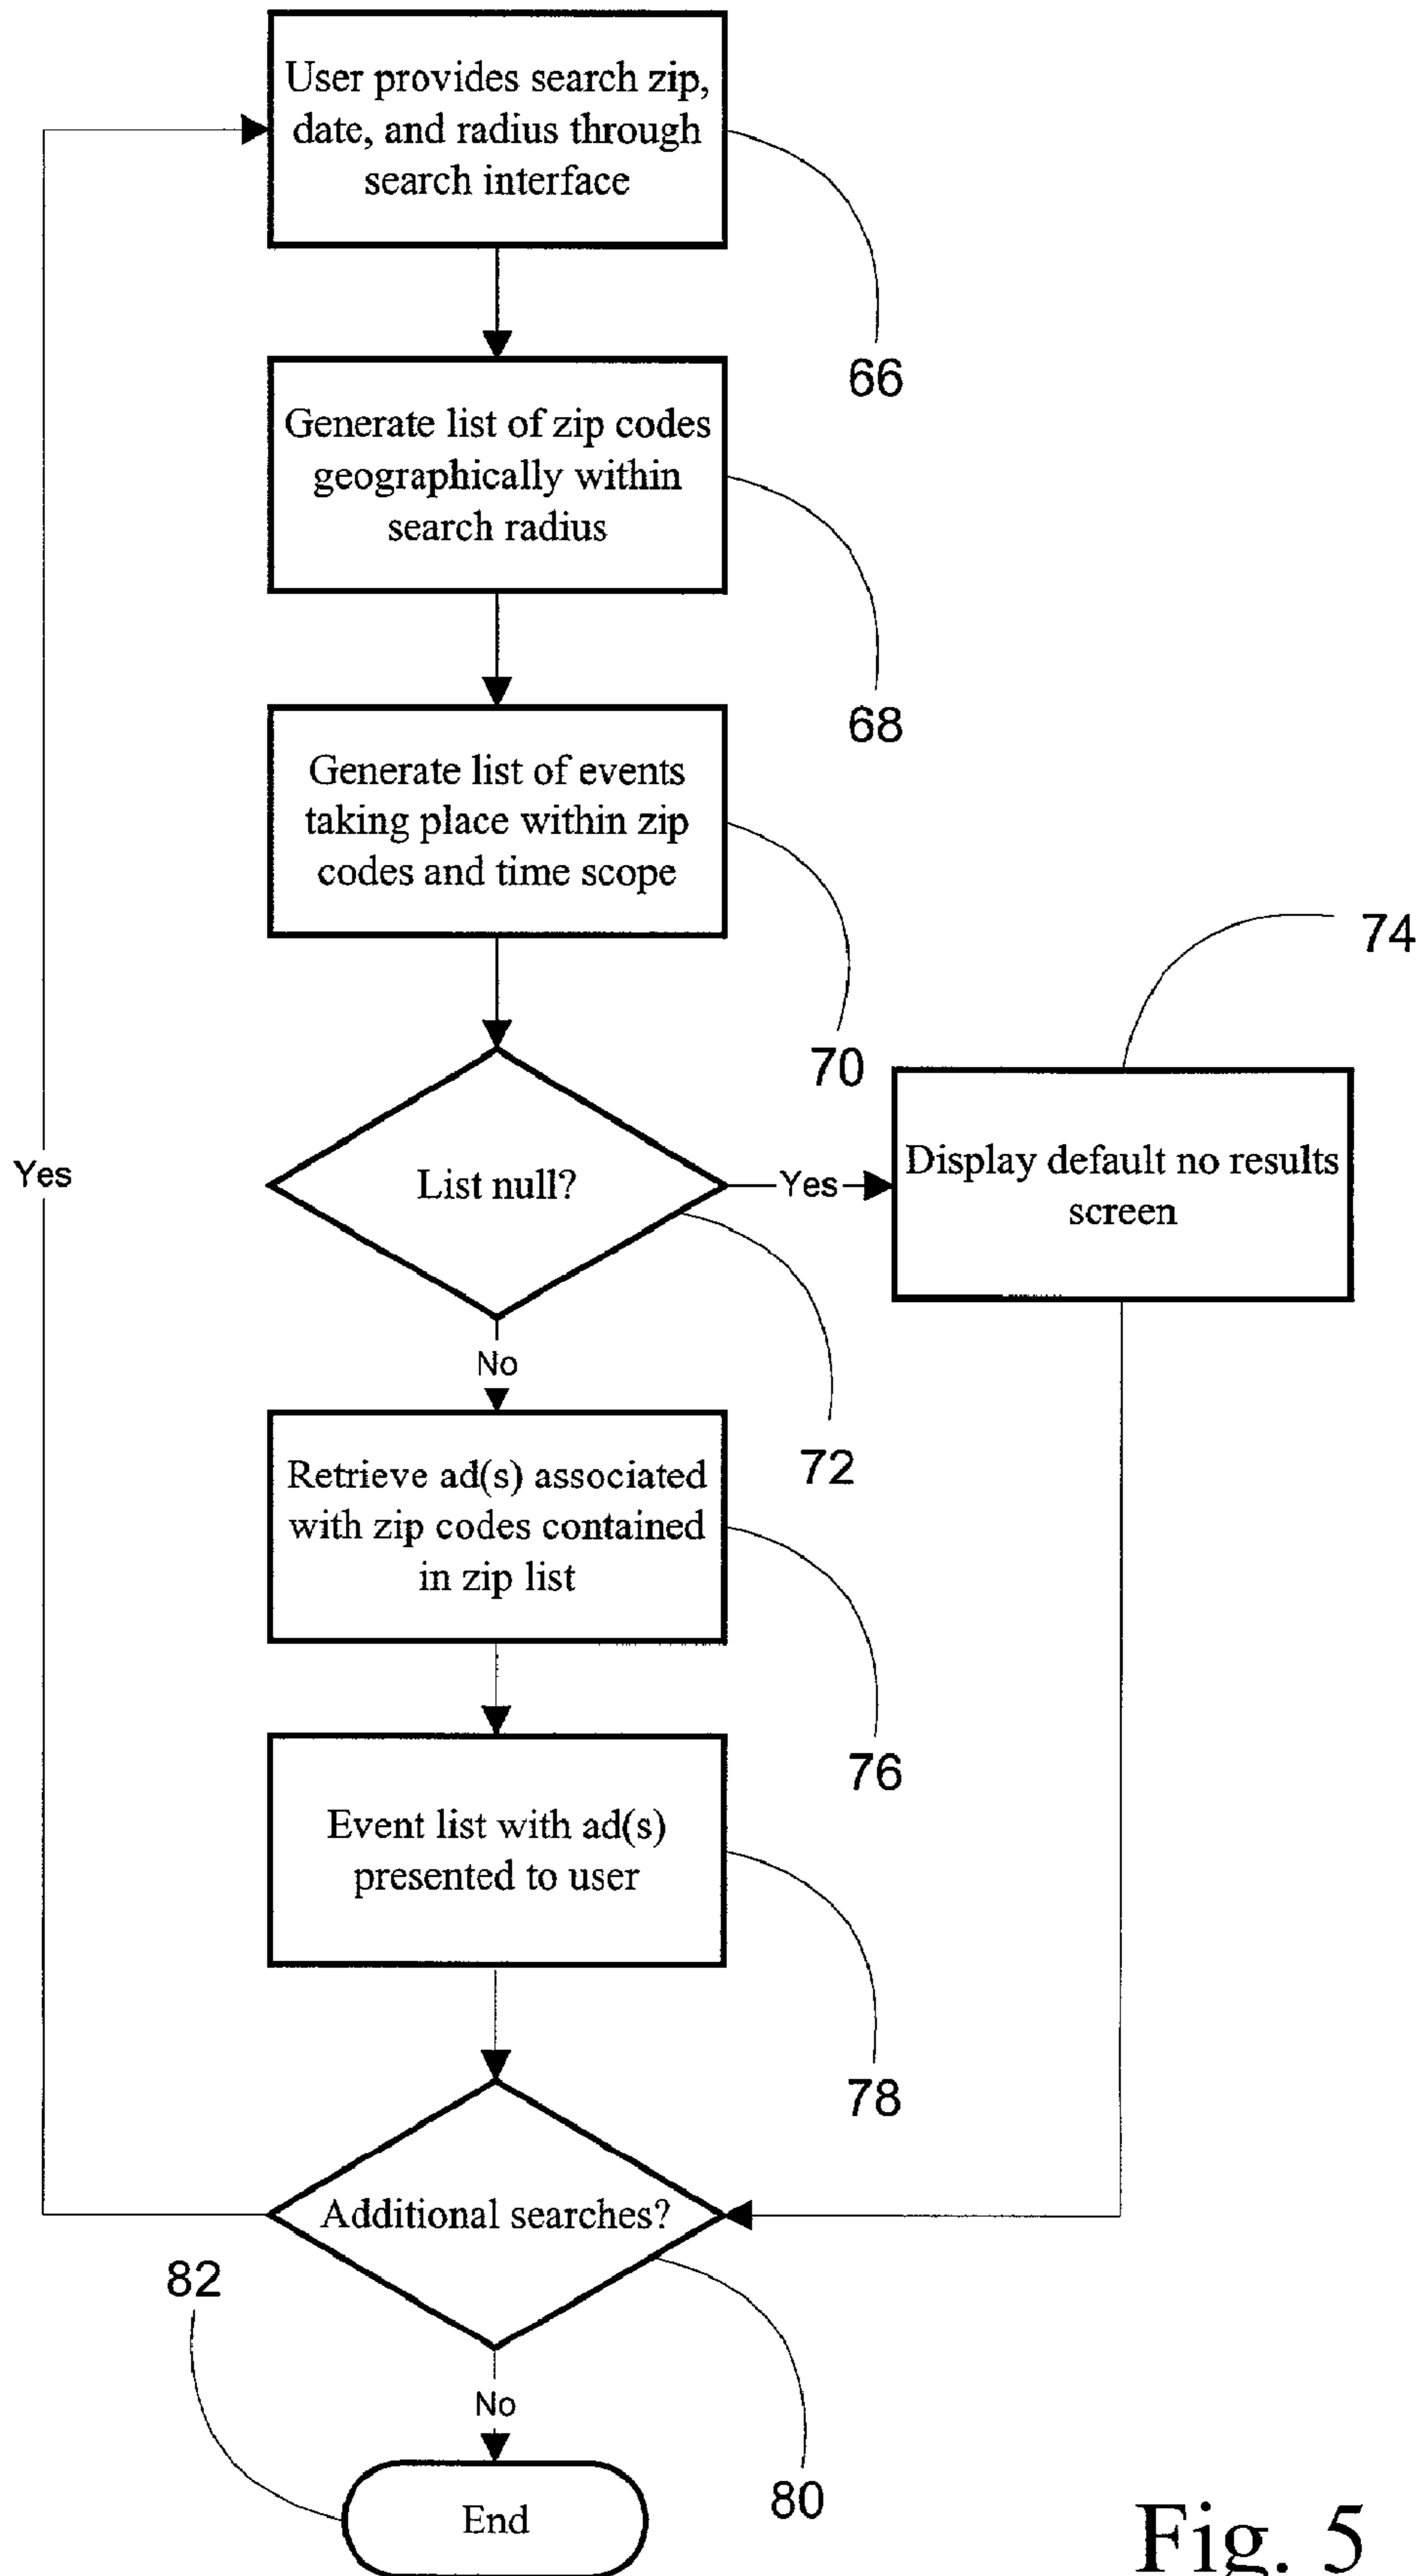 User provides search zip,
date, and radius through
search interface
66
Generate list of zip codes
geographically within
search radius
68
Generate list of events
taking place within zip
codes and time scope
70
74
Yes
List null?
Yes
Display default no results
screen
No
72
Retrieve ad(s) associated
with zip codes contained
in zip list
76
Event list with ad(s)
presented to user
78
Additional searches?
82
No
80
End
Fig. 5